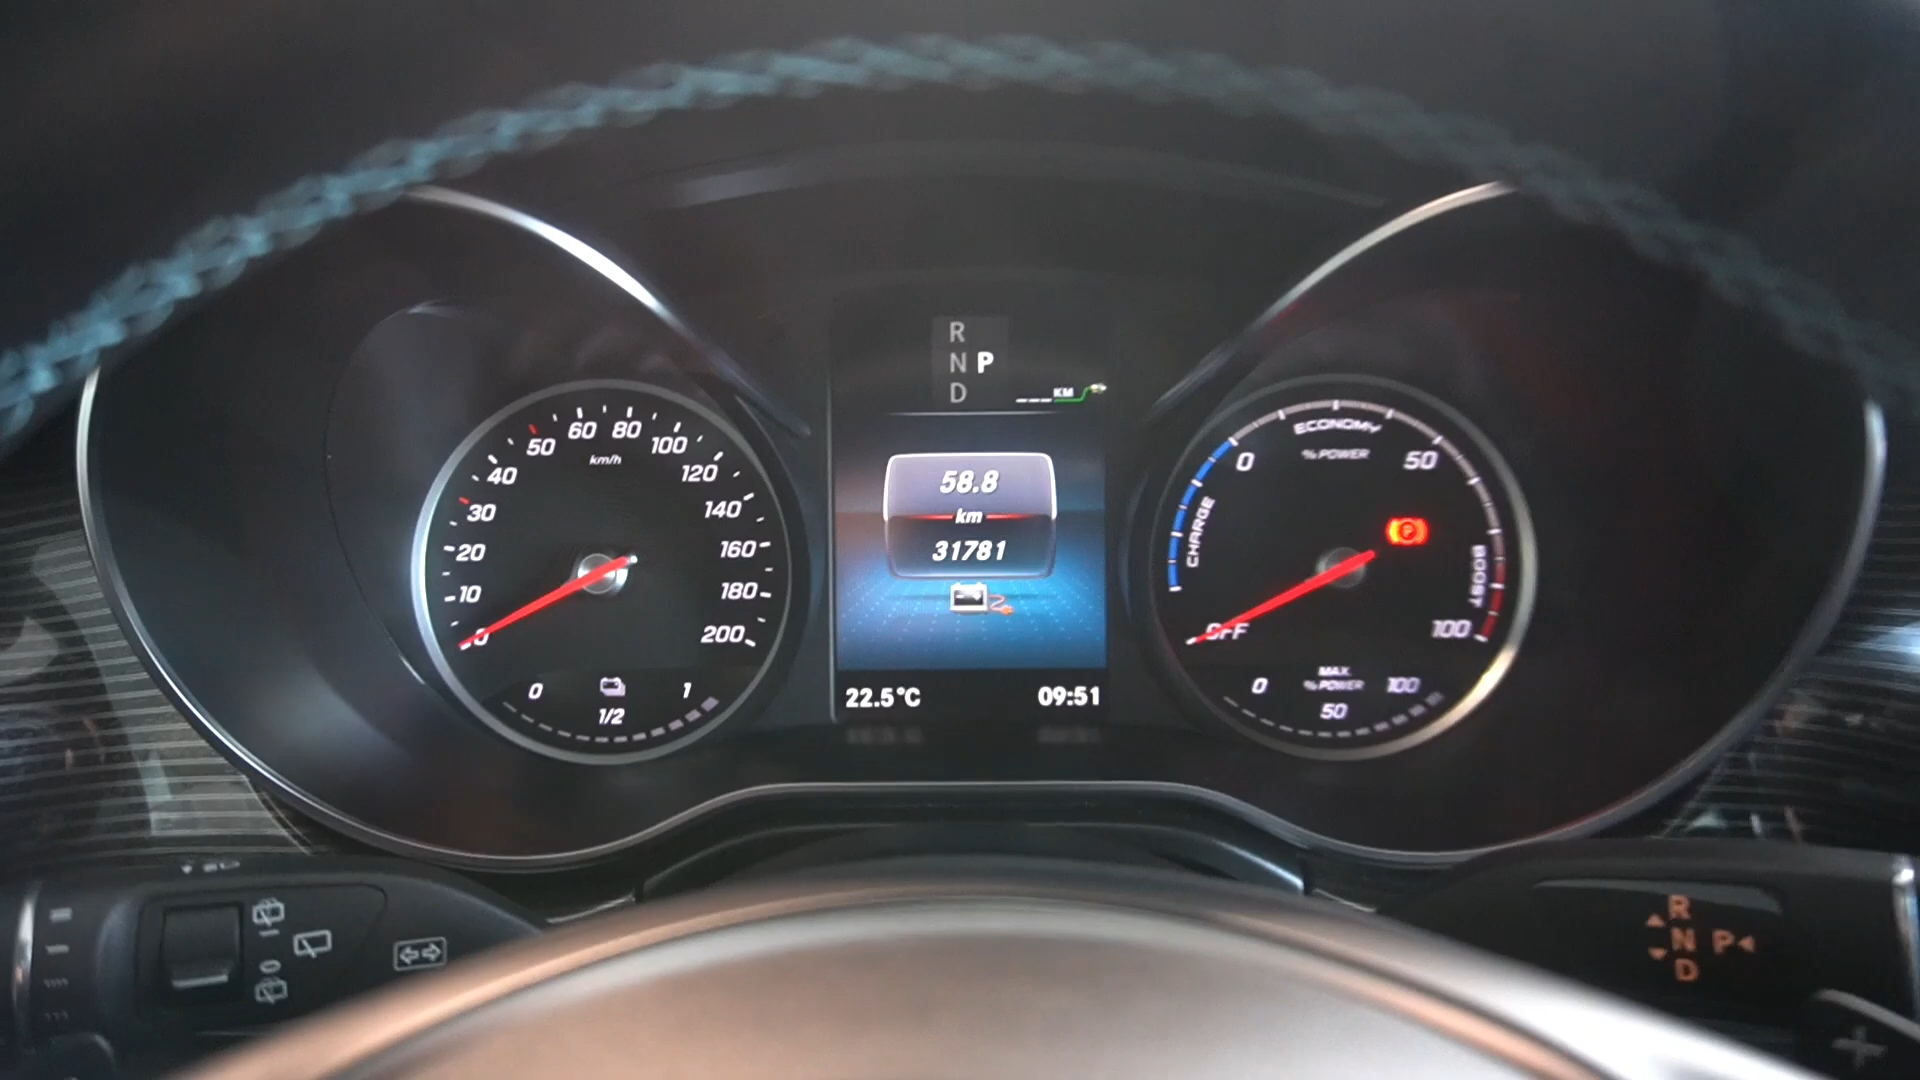 R
N P
D
--- KM
0
10
20
30
40
50
60
80
100
120
140
160
180
200
km/h
0 1
1/2
58.8
km
31781
22.5°C 09:51
ECONOMY
% POWER
0 50
CHARGE
BOOST
P
OFF 100
MAX.
0 % POWER 100
50
R
N P
D